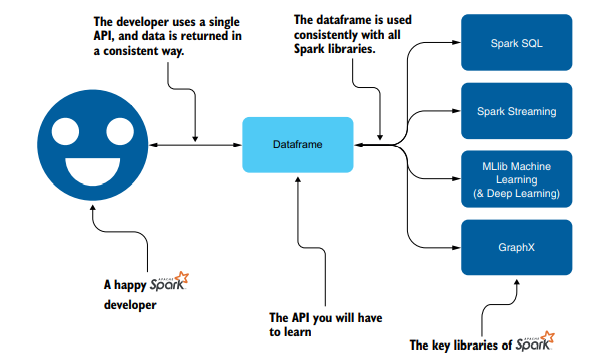 The developer uses a single
API, and data is returned in
a consistent way.
The dataframe is used
consistently with all
Spark libraries.
Spark SQL
Spark Streaming
Dataframe
MLlib Machine
Learning
(& Deep Learning)
GraphX
A happy APACHE Spark
developer
The API you will have
to learn
The key libraries of APACHE Spark